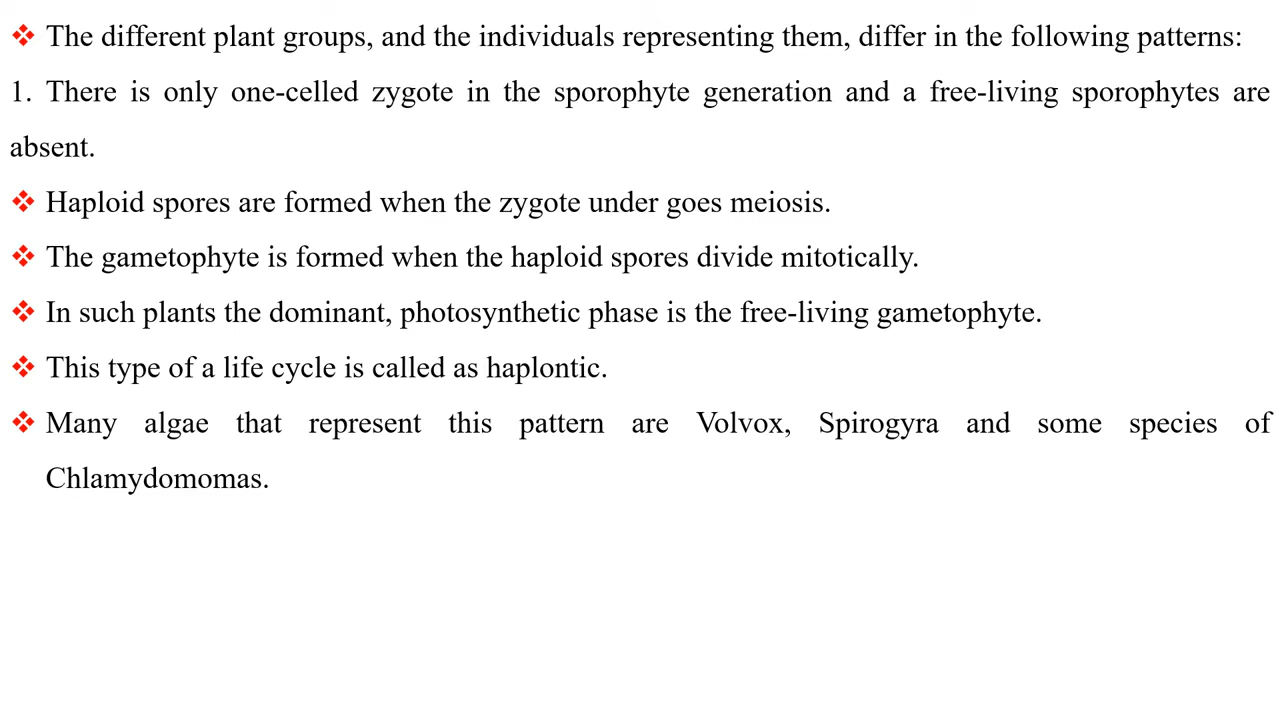 ❖ The different plant groups, and the individuals representing them, differ in the following patterns:
1. There is only one-celled zygote in the sporophyte generation and a free-living sporophytes are
absent.
❖ Haploid spores are formed when the zygote under goes meiosis.
❖ The gametophyte is formed when the haploid spores divide mitotically.
❖ In such plants the dominant, photosynthetic phase is the free-living gametophyte.
❖ This type of a life cycle is called as haplontic.
❖ Many algae that represent this pattern are Volvox, Spirogyra and some species of
Chlamydomomas.